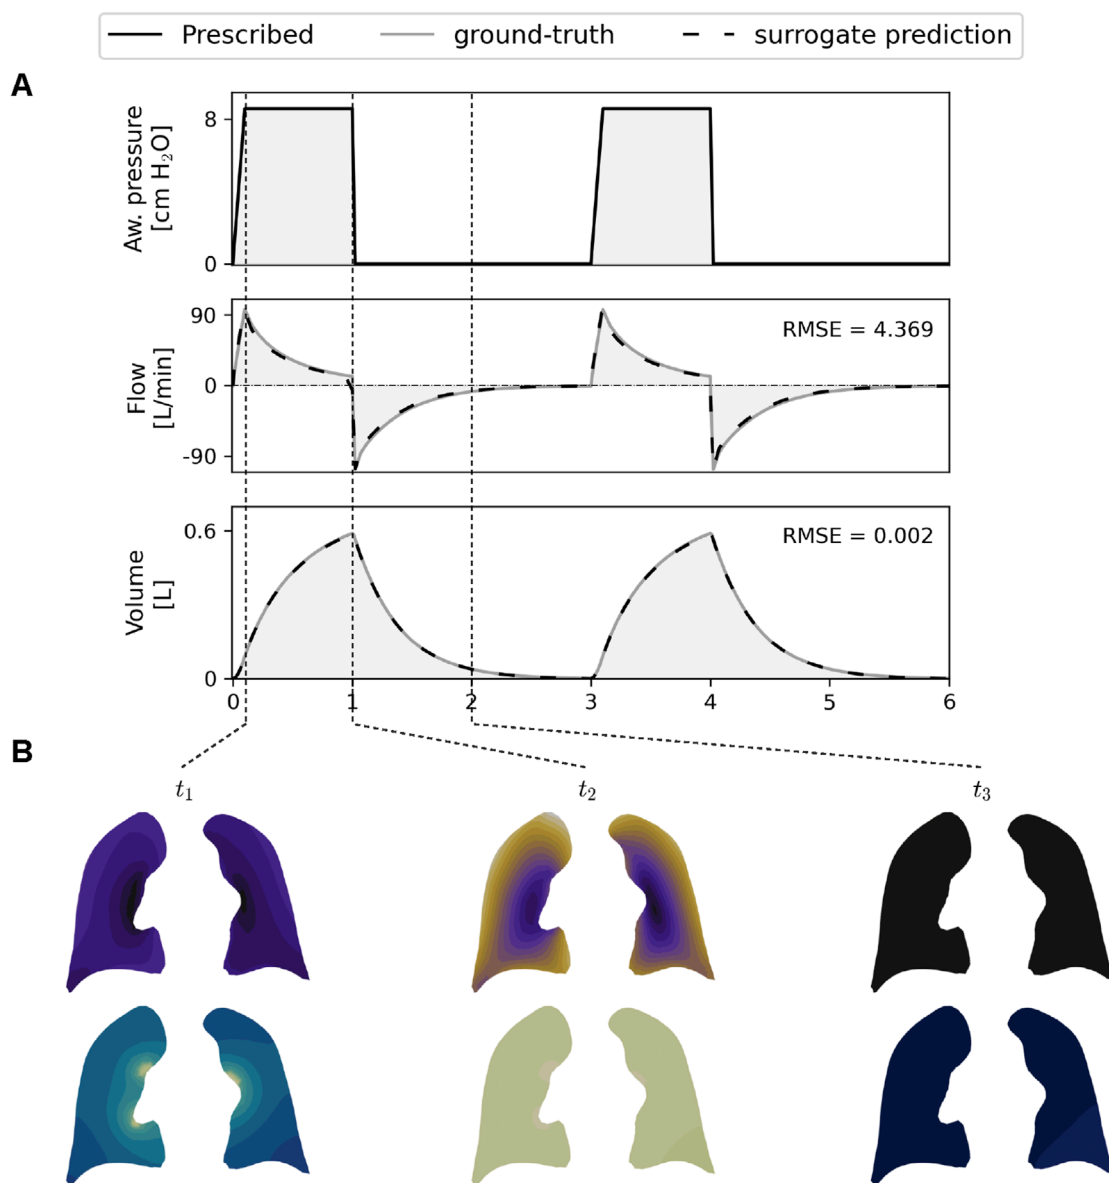 Prescribed ground-truth surrogate prediction
A
Aw. pressure
[cm H₂O]
8
0
Flow
[L/min]
90
0
-90
RMSE = 4.369
Volume
[L]
0.6
0
RMSE = 0.002
0 1 2 3 4 5 6
B
t₁ t₂ t₃